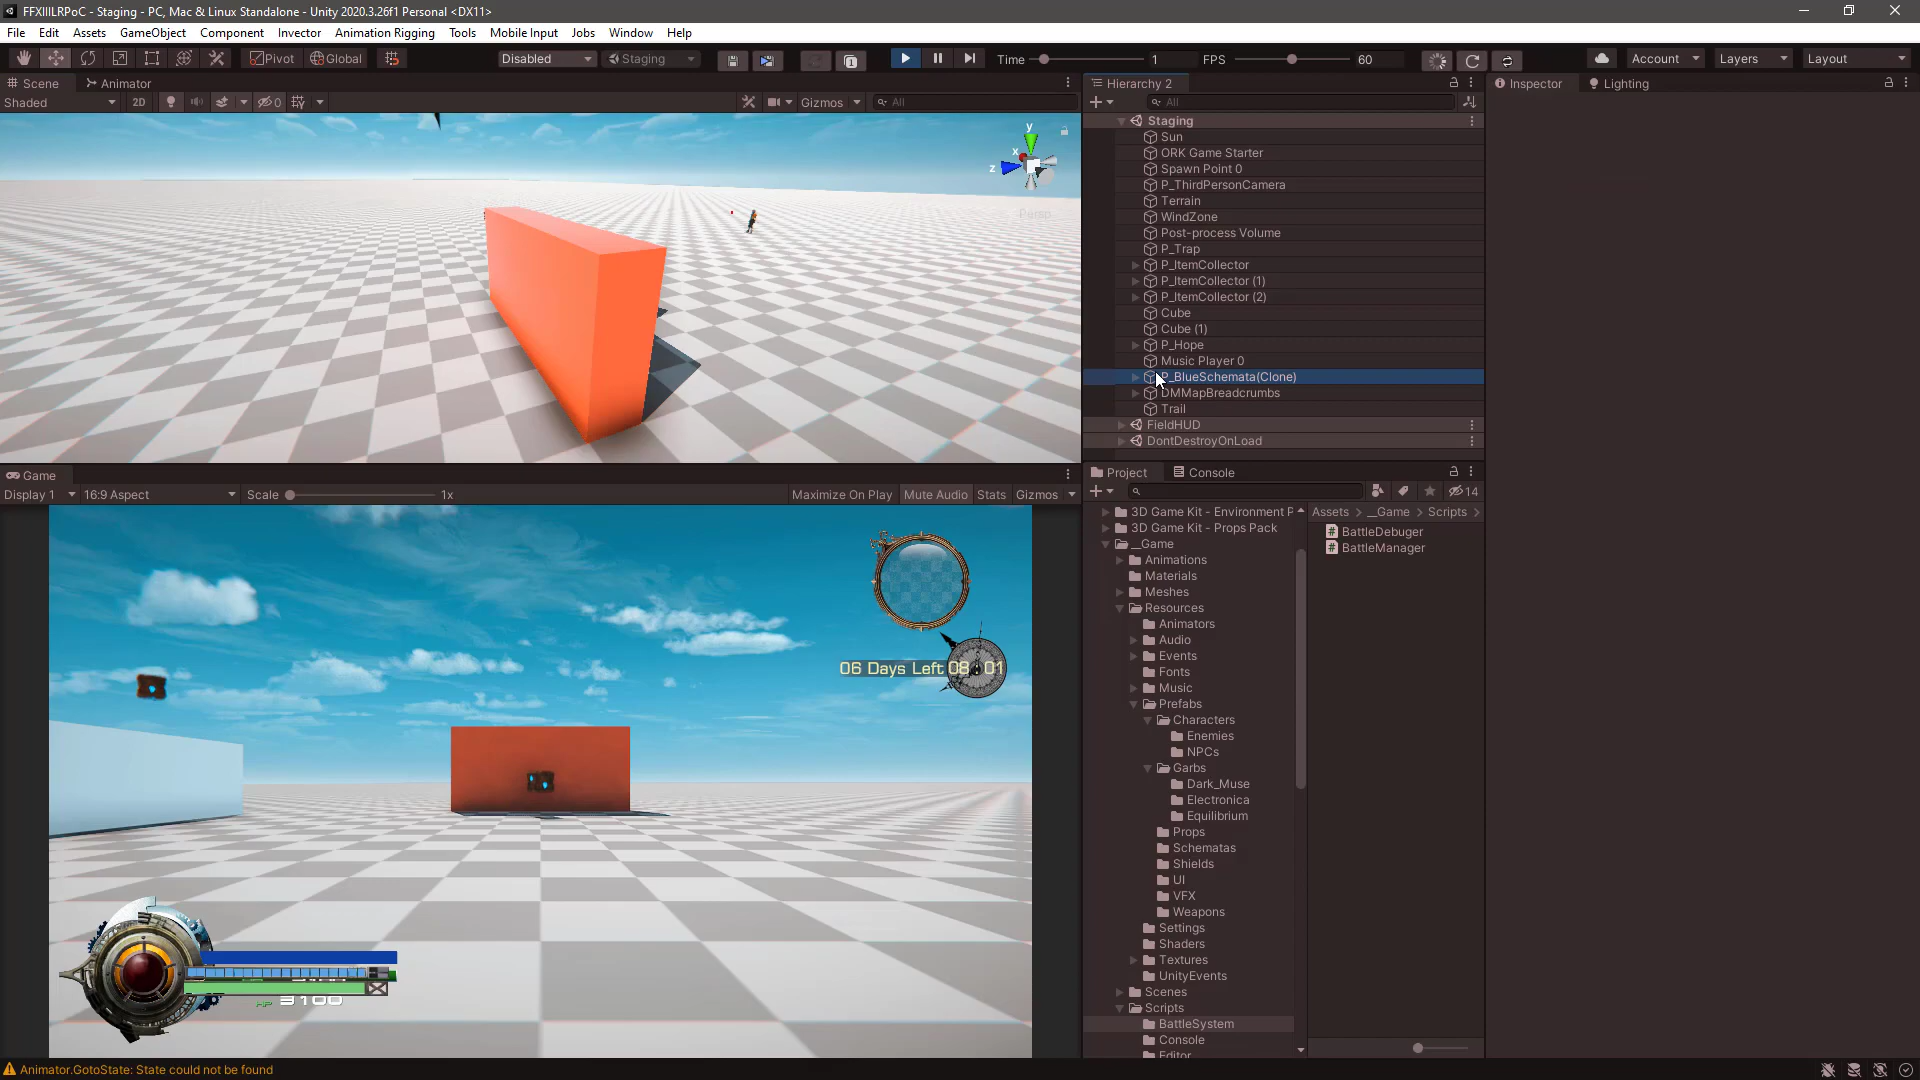 FFXIIILRPoC - Staging - PC, Mac & Linux Standalone - Unity 2020.3.26f1 Personal <DX11>
File Edit Assets GameObject Component Invector Animation Rigging Tools Mobile Input Jobs Window Help
Pivot Global Disabled Staging Time 1 FPS 60 Account Layers Layout
Scene Animator
Shaded 2D 0 Gizmos All
y
x
z
Persp
Hierarchy 2
All
Staging
Sun
ORK Game Starter
Spawn Point 0
P_ThirdPersonCamera
Terrain
WindZone
Post-process Volume
P_Trap
P_ItemCollector
P_ItemCollector (1)
P_ItemCollector (2)
Cube
Cube (1)
P_Hope
Music Player 0
P_BlueSchemata(Clone)
DMMapBreadcrumbs
Trail
FieldHUD
DontDestroyOnLoad
Inspector Lighting
Game
Display 1 16:9 Aspect Scale 1x Maximize On Play Mute Audio Stats Gizmos
06 Days Left 08 01
HP 3100
Project Console
14
3D Game Kit - Environment P
3D Game Kit - Props Pack
__Game
Animations
Materials
Meshes
Resources
Animators
Audio
Events
Fonts
Music
Prefabs
Characters
Enemies
NPCs
Garbs
Dark_Muse
Electronica
Equilibrium
Props
Schematas
Shields
UI
VFX
Weapons
Settings
Shaders
Textures
UnityEvents
Scenes
Scripts
BattleSystem
Console
Editor
Assets > __Game > Scripts >
BattleDebuger
BattleManager
Animator.GotoState: State could not be found